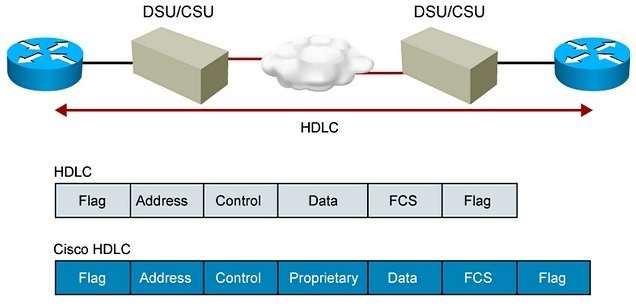 DSU/CSU DSU/CSU
HDLC
HDLC
Flag Address Control Data FCS Flag
Cisco HDLC
Flag Address Control Proprietary Data FCS Flag